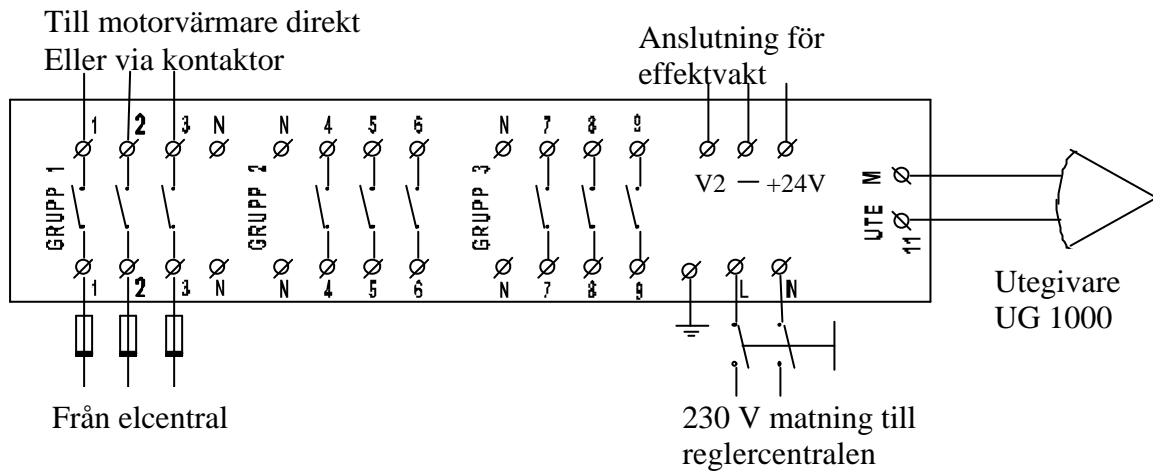 Till motorvärmare direkt
Eller via kontaktor
Anslutning för
effektvakt
1 2 3 N N 4 5 6 N 7 8 9
GRUPP 1
GRUPP 2
GRUPP 3
V2 — +24V
UTE M
11
1 2 3 N N 4 5 6 N 7 8 9 L N
Utegivare
UG 1000
Från elcentral
230 V matning till
reglercentralen